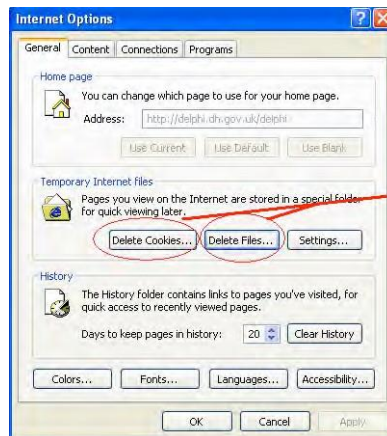 Internet Options
General Content Connections Programs
Home page
You can change which page to use for your home page.
Address: http://delphi.dh.gov.uk/delphi
Use Current Use Default Use Blank
Temporary Internet files
Pages you view on the Internet are stored in a special folder
for quick viewing later.
Delete Cookies... Delete Files... Settings...
History
The History folder contains links to pages you've visited, for
quick access to recently viewed pages.
Days to keep pages in history: 20 Clear History
Colors... Fonts... Languages... Accessibility...
OK Cancel Apply